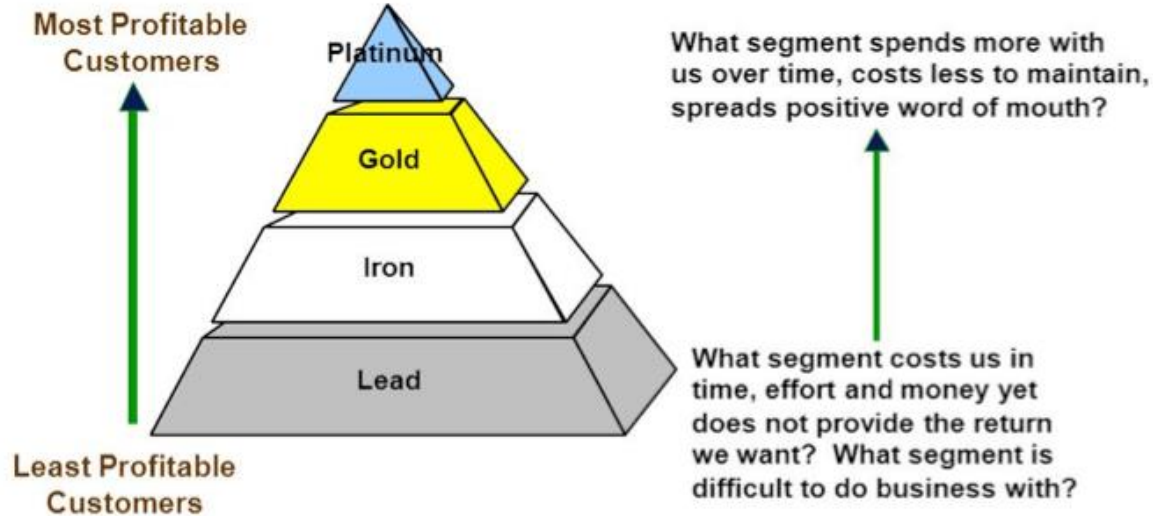 Most Profitable
Customers
Platinum
Gold
Iron
Lead
Least Profitable
Customers
What segment spends more with
us over time, costs less to maintain,
spreads positive word of mouth?
What segment costs us in
time, effort and money yet
does not provide the return
we want? What segment is
difficult to do business with?